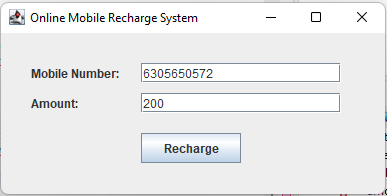 Online Mobile Recharge System
Mobile Number: 6305650572
Amount: 200
Recharge